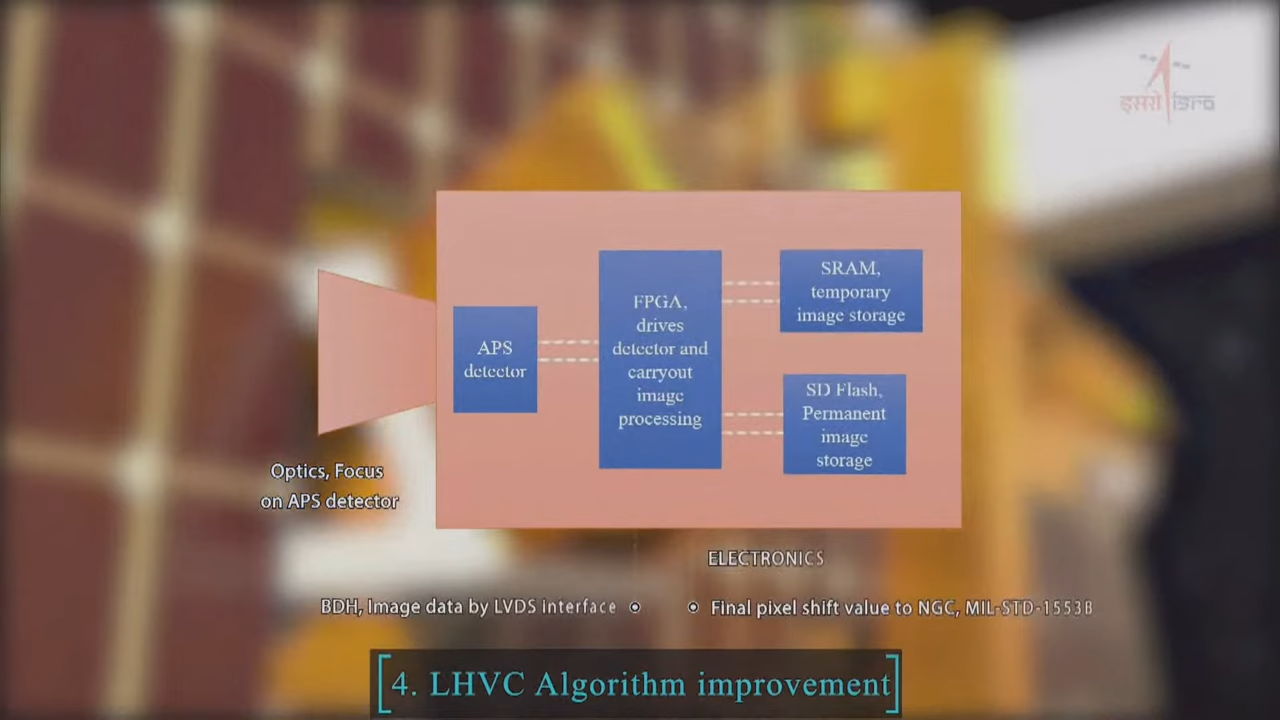 इसरो isro
APS
detector
FPGA,
drives
detector and
carryout
image
processing
SRAM,
temporary
image storage
SD Flash,
Permanent
image
storage
Optics, Focus
on APS detector
ELECTRONICS
BDH, Image data by LVDS interface
Final pixel shift value to NGC, MIL-STD-1553B
[4. LHVC Algorithm improvement]